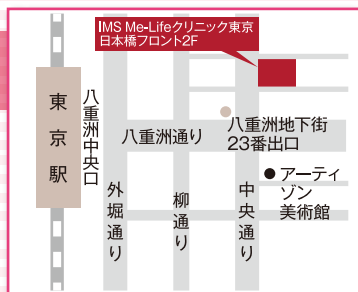 IMS Me-Lifeクリニック東京
日本橋フロント2F
東京駅
八重洲中央口
八重洲通り
八重洲地下街
23番出口
アーティ
ゾン
美術館
外堀通り
柳通り
中央通り